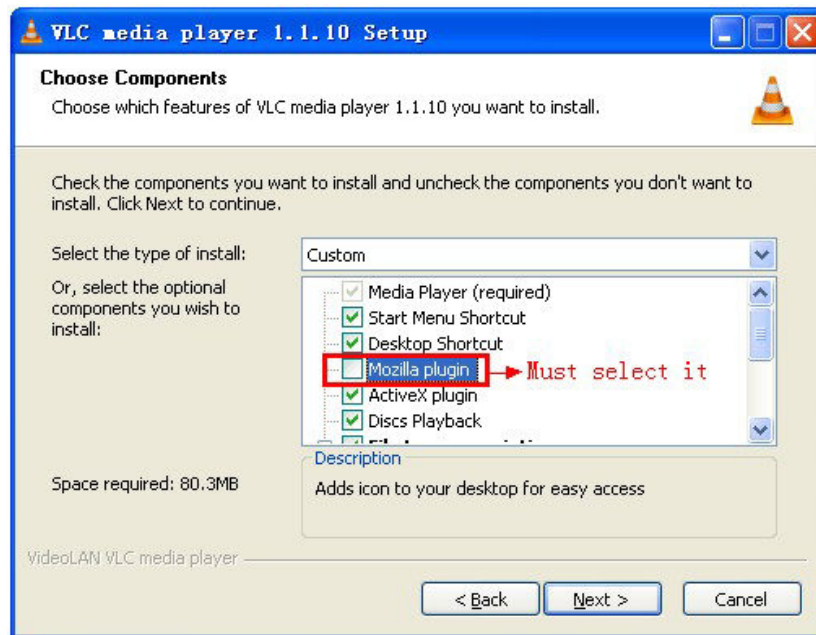 VLC media player 1.1.10 Setup
Choose Components
Choose which features of VLC media player 1.1.10 you want to install.
Check the components you want to install and uncheck the components you don't want to
install. Click Next to continue.
Select the type of install:
Custom
Or, select the optional
components you wish to
install:
Media Player (required)
Start Menu Shortcut
Desktop Shortcut
Mozilla plugin
Must select it
ActiveX plugin
Discs Playback
Description
Space required: 80.3MB
Adds icon to your desktop for easy access
VideoLAN VLC media player
< Back
Next >
Cancel